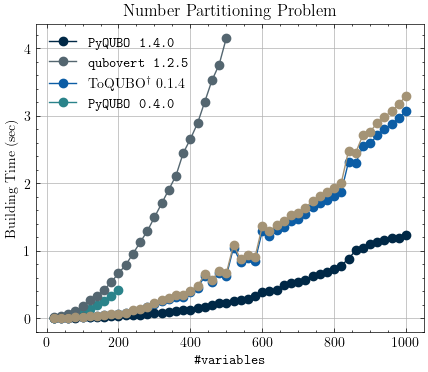 Number Partitioning Problem
PyQUBO 1.4.0
qubovert 1.2.5
ToQUBO† 0.1.4
PyQUBO 0.4.0
Building Time (sec)
4
3
2
1
0
0 200 400 600 800 1000
#variables